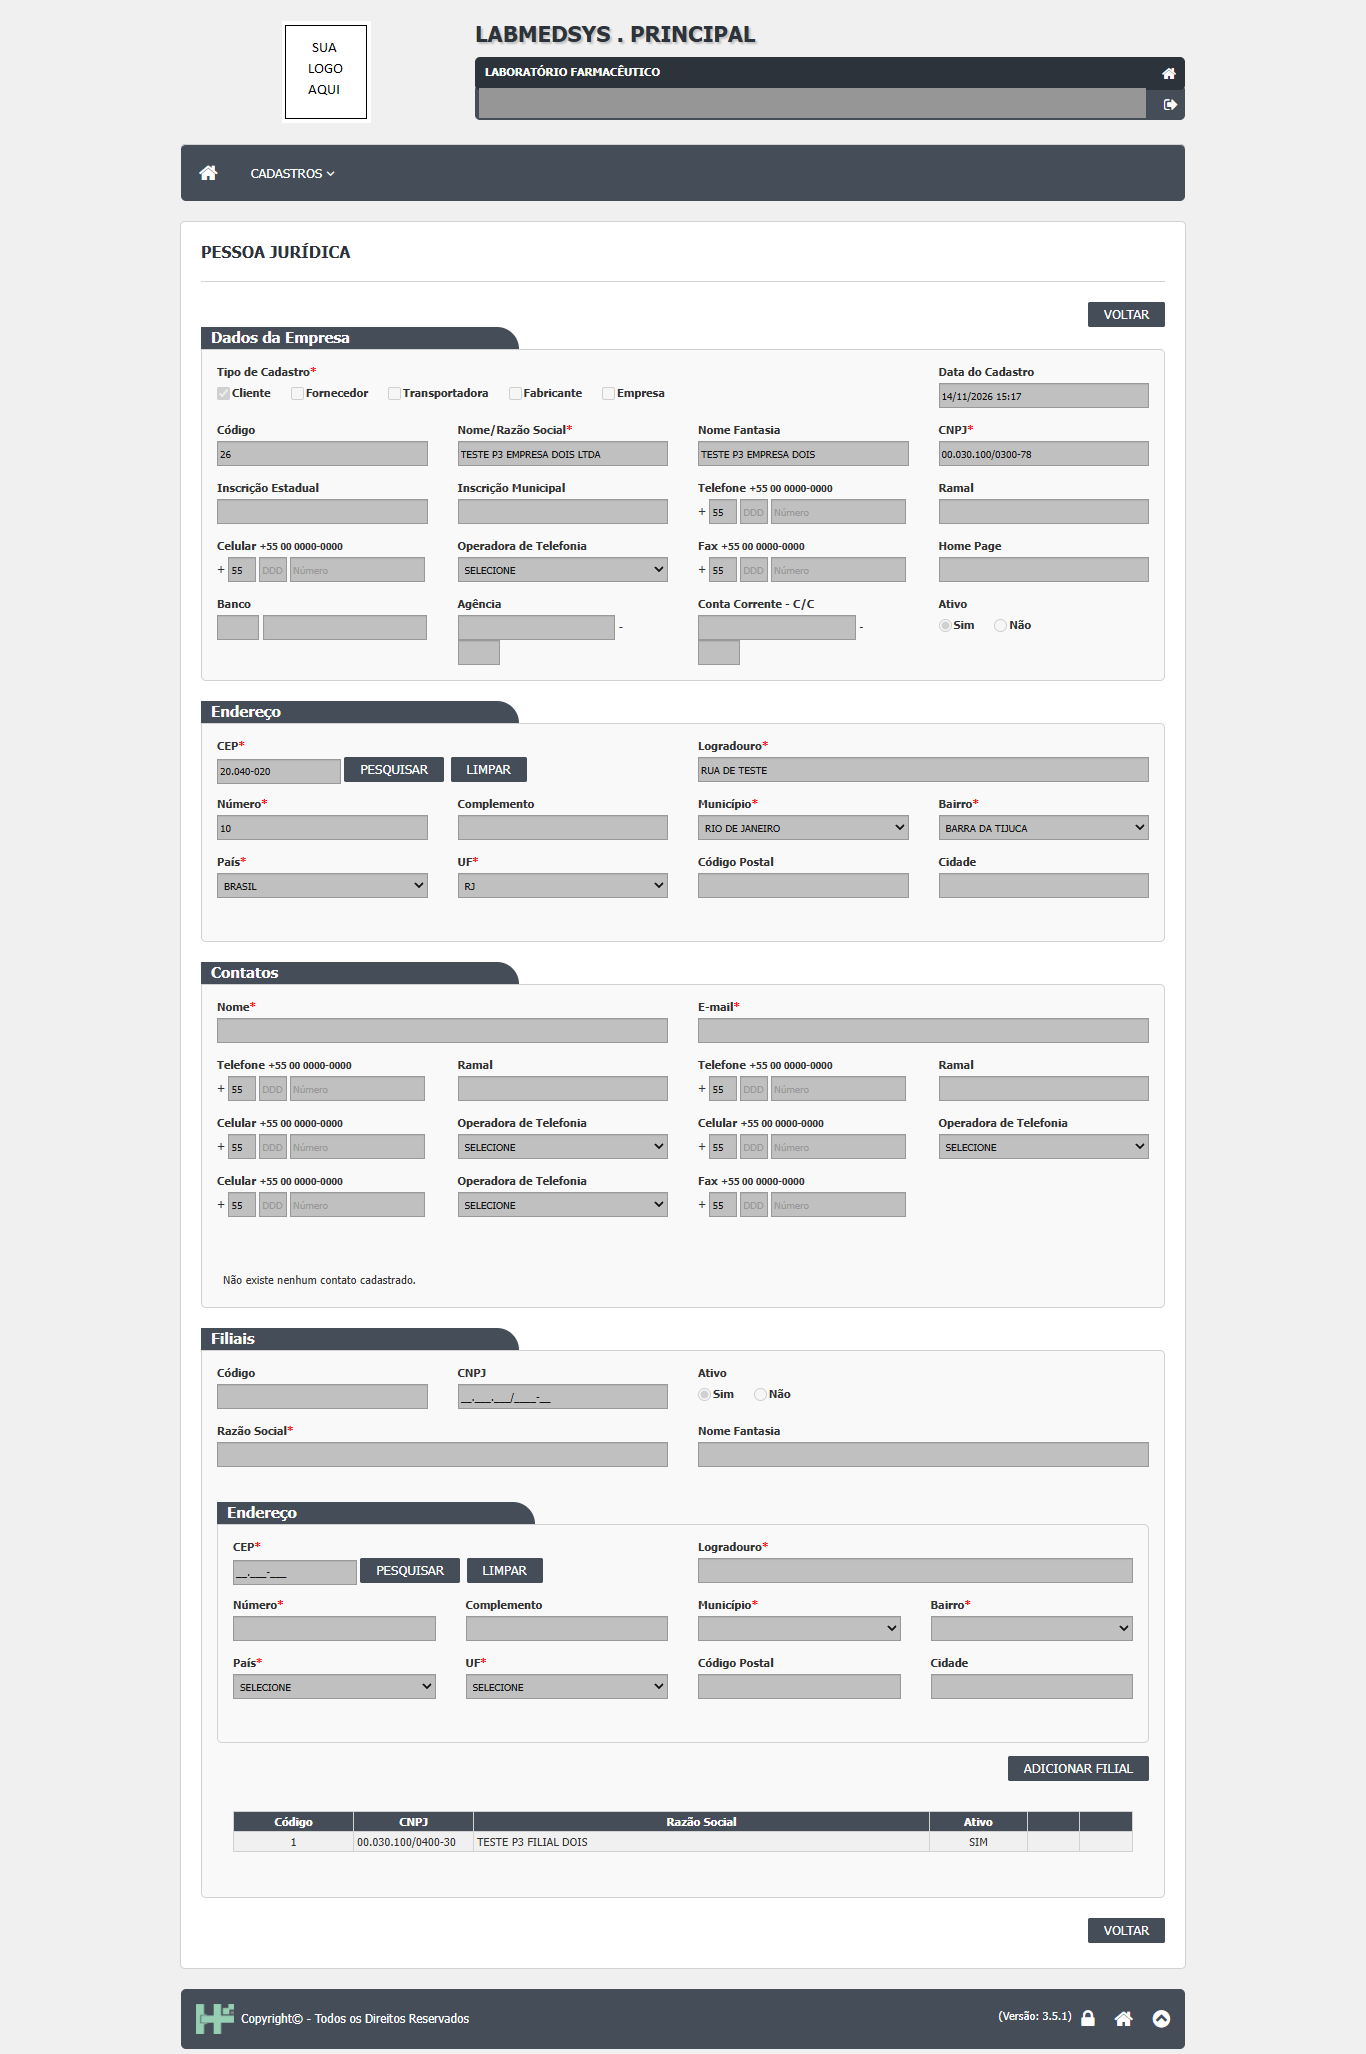 SUA
LOGO
AQUI
LABMEDSYS . PRINCIPAL
LABORATÓRIO FARMACÊUTICO
CADASTROS
PESSOA JURÍDICA
VOLTAR
Dados da Empresa
Tipo de Cadastro* Data do Cadastro
Cliente Fornecedor Transportadora Fabricante Empresa 14/11/2026 15:17
Código Nome/Razão Social* Nome Fantasia CNPJ*
26 TESTE P3 EMPRESA DOIS LTDA TESTE P3 EMPRESA DOIS 00.030.100/0300-78
Inscrição Estadual Inscrição Municipal Telefone +55 00 0000-0000 Ramal
+ 55 DDD Número
Celular +55 00 0000-0000 Operadora de Telefonia Fax +55 00 0000-0000 Home Page
+ 55 DDD Número SELECIONE + 55 DDD Número
Banco Agência Conta Corrente - C/C Ativo
- - Sim Não
Endereço
CEP* Logradouro*
20.040-020 PESQUISAR LIMPAR RUA DE TESTE
Número* Complemento Município* Bairro*
10 RIO DE JANEIRO BARRA DA TIJUCA
País* UF* Código Postal Cidade
BRASIL RJ
Contatos
Nome* E-mail*
Telefone +55 00 0000-0000 Ramal Telefone +55 00 0000-0000 Ramal
+ 55 DDD Número + 55 DDD Número
Celular +55 00 0000-0000 Operadora de Telefonia Celular +55 00 0000-0000 Operadora de Telefonia
+ 55 DDD Número SELECIONE + 55 DDD Número SELECIONE
Celular +55 00 0000-0000 Operadora de Telefonia Fax +55 00 0000-0000
+ 55 DDD Número SELECIONE + 55 DDD Número
Não existe nenhum contato cadastrado.
Filiais
Código CNPJ Ativo
__.___.___/____-__ Sim Não
Razão Social* Nome Fantasia
Endereço
CEP* Logradouro*
__.___-___ PESQUISAR LIMPAR
Número* Complemento Município* Bairro*
País* UF* Código Postal Cidade
SELECIONE SELECIONE
ADICIONAR FILIAL
Código CNPJ Razão Social Ativo
1 00.030.100/0400-30 TESTE P3 FILIAL DOIS SIM
VOLTAR
Copyright© - Todos os Direitos Reservados (Versão: 3.5.1)